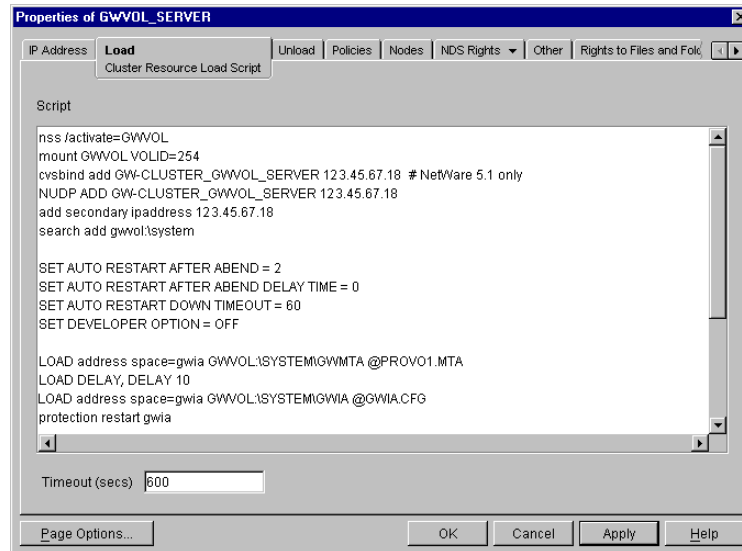 Properties of GWVOL_SERVER
IP Address Load Unload Policies Nodes NDS Rights Other Rights to Files and Fold
Cluster Resource Load Script
Script
nss /activate=GWVOL
mount GWVOL VOLID=254
cvsbind add GW-CLUSTER_GWVOL_SERVER 123.45.67.18 # NetWare 5.1 only
NUDP ADD GW-CLUSTER_GWVOL_SERVER 123.45.67.18
add secondary ipaddress 123.45.67.18
search add gwvol:\system
SET AUTO RESTART AFTER ABEND = 2
SET AUTO RESTART AFTER ABEND DELAY TIME = 0
SET AUTO RESTART DOWN TIMEOUT = 60
SET DEVELOPER OPTION = OFF
LOAD address space=gwia GWVOL:\SYSTEM\GWMTA @PROVO1.MTA
LOAD DELAY, DELAY 10
LOAD address space=gwia GWVOL:\SYSTEM\GWIA @GWIA.CFG
protection restart gwia
Timeout (secs) 600
Page Options... OK Cancel Apply Help